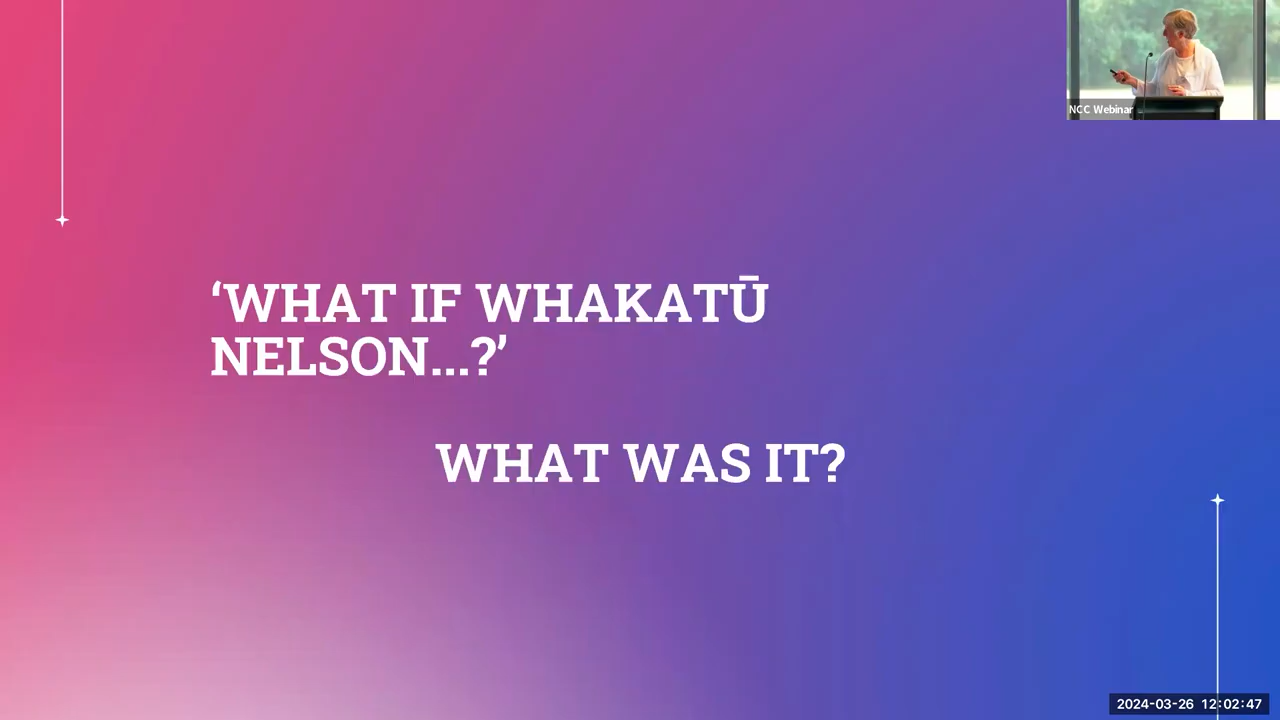 NCC Webinar
‘WHAT IF WHAKATŪ
NELSON...?’
WHAT WAS IT?
2024-03-26 12:02:47